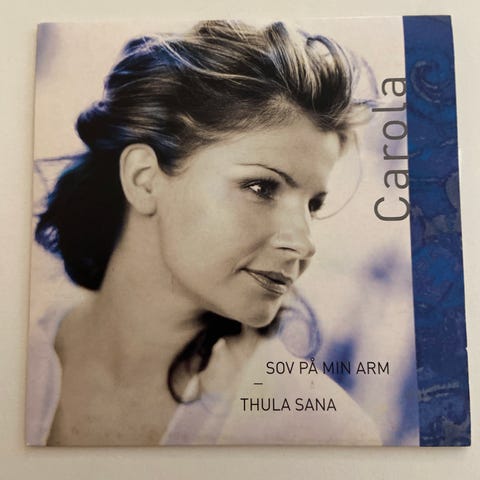 Carola
SOV PÅ MIN ARM
–
THULA SANA